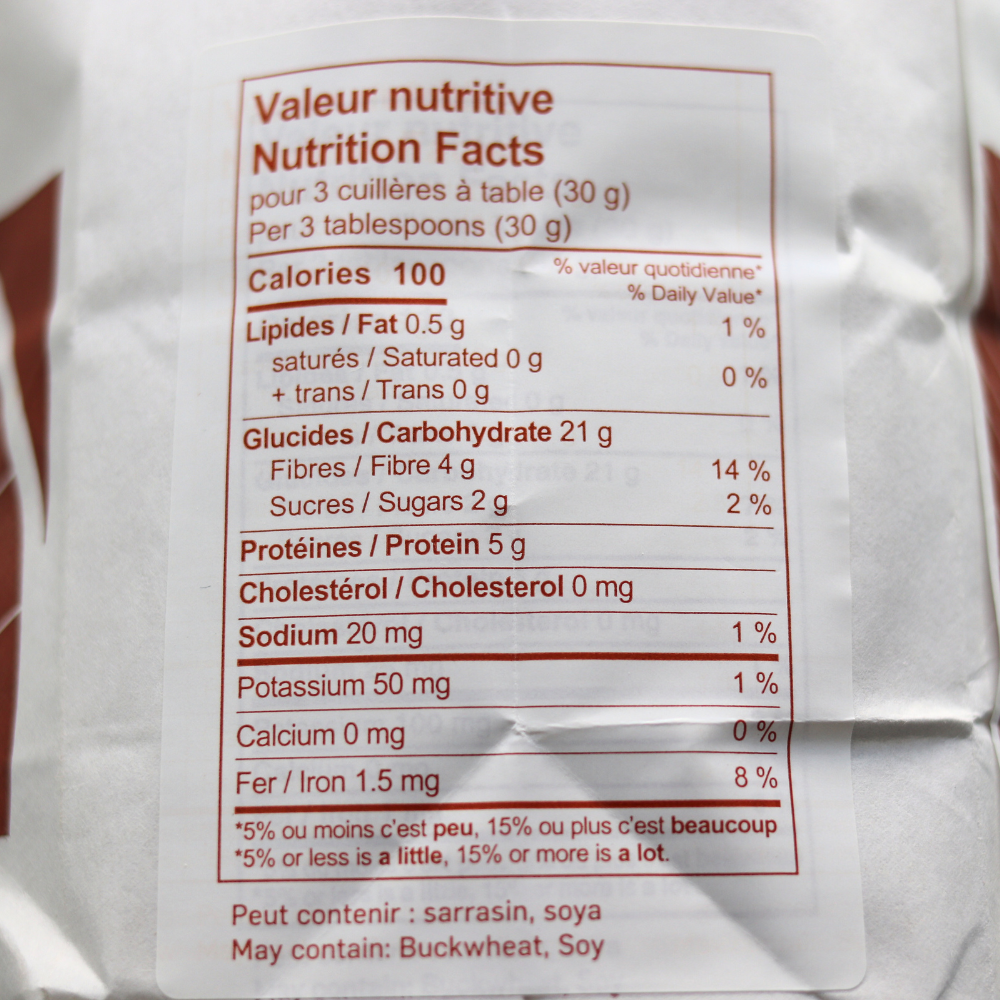 Valeur nutritive
Nutrition Facts
pour 3 cuillères à table (30 g)
Per 3 tablespoons (30 g)
Calories 100
% valeur quotidienne*
% Daily Value*
Lipides / Fat 0.5 g 1 %
saturés / Saturated 0 g
+ trans / Trans 0 g 0 %
Glucides / Carbohydrate 21 g
Fibres / Fibre 4 g 14 %
Sucres / Sugars 2 g 2 %
Protéines / Protein 5 g
Cholestérol / Cholesterol 0 mg
Sodium 20 mg 1 %
Potassium 50 mg 1 %
Calcium 0 mg 0 %
Fer / Iron 1.5 mg 8 %
*5% ou moins c'est peu, 15% ou plus c'est beaucoup
*5% or less is a little, 15% or more is a lot.
Peut contenir : sarrasin, soya
May contain: Buckwheat, Soy